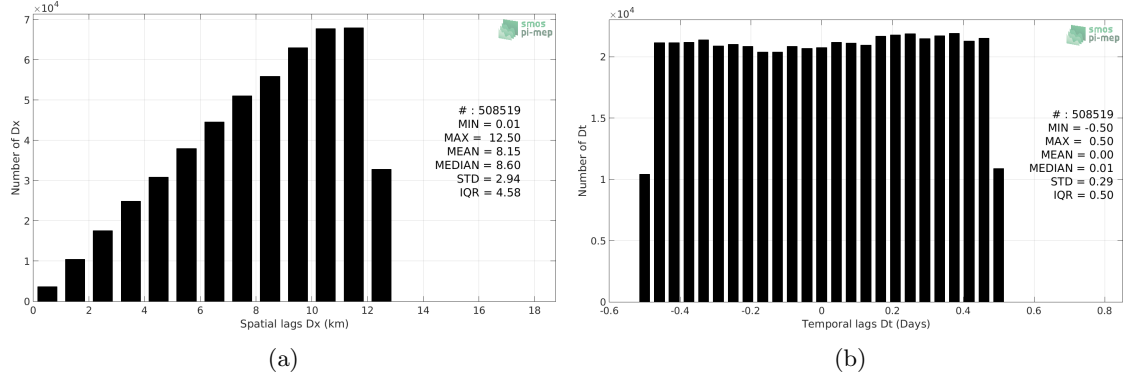 ×10⁴
7
6
5
4
3
2
1
0
Number of Dx
0 2 4 6 8 10 12 14 16 18
Spatial lags Dx (km)
smos
pi-mep
# : 508519
MIN = 0.01
MAX = 12.50
MEAN = 8.15
MEDIAN = 8.60
STD = 2.94
IQR = 4.58
(a)
×10⁴
2
1.5
1
0.5
0
Number of Dt
-0.6 -0.4 -0.2 0 0.2 0.4 0.6 0.8
Temporal lags Dt (Days)
smos
pi-mep
# : 508519
MIN = -0.50
MAX = 0.50
MEAN = 0.00
MEDIAN = 0.01
STD = 0.29
IQR = 0.50
(b)